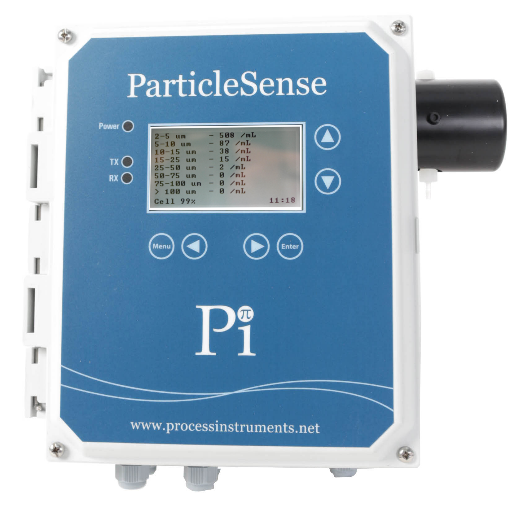 ParticleSense
Power
TX
RX
2-5 um - 508 /mL
5-10 um - 87 /mL
10-15 um - 38 /mL
15-25 um - 15 /mL
25-50 um - 2 /mL
50-75 um - 0 /mL
75-100 um - 0 /mL
> 100 um - 0 /mL
Cell 99% 11:18
Menu Enter
Pi
π
www.processinstruments.net